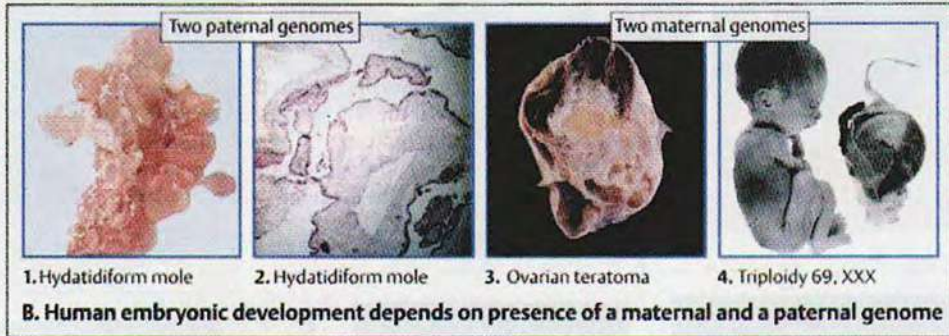 Two paternal genomes
Two maternal genomes
1. Hydatidiform mole
2. Hydatidiform mole
3. Ovarian teratoma
4. Triploidy 69, XXX
B. Human embryonic development depends on presence of a maternal and a paternal genome